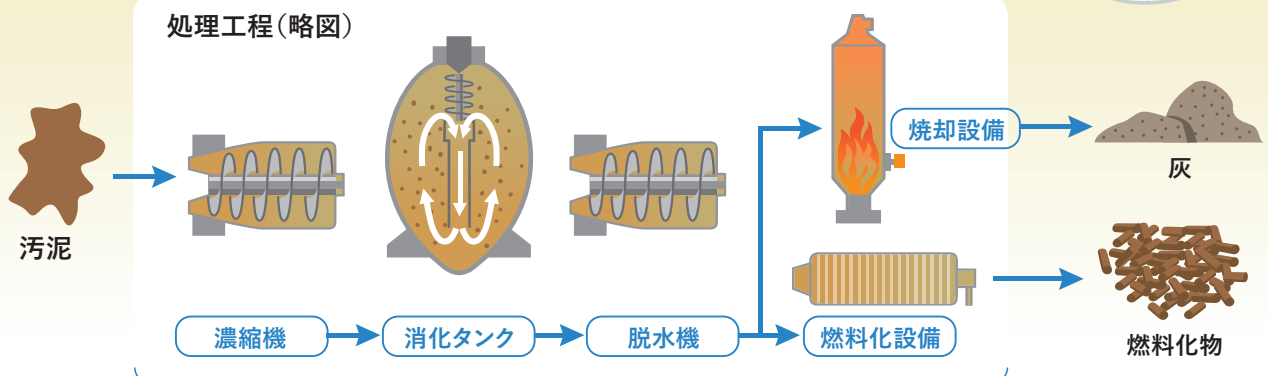 処理工程（略図）
汚泥
濃縮機
消化タンク
脱水機
焼却設備
燃料化設備
灰
燃料化物